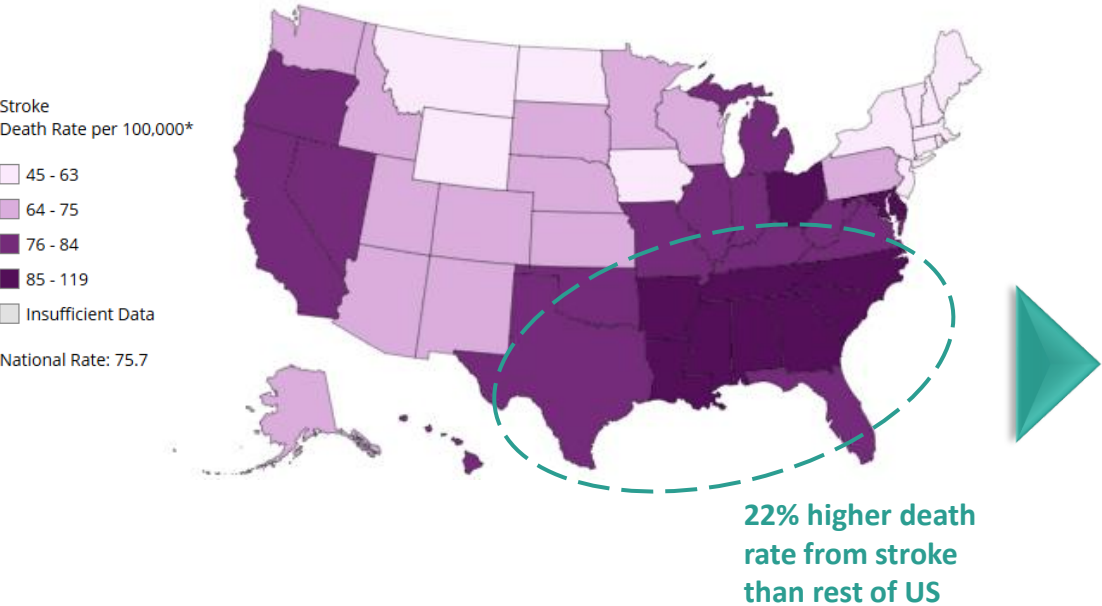 Stroke
Death Rate per 100,000*
45 - 63
64 - 75
76 - 84
85 - 119
Insufficient Data
National Rate: 75.7
22% higher death
rate from stroke
than rest of US